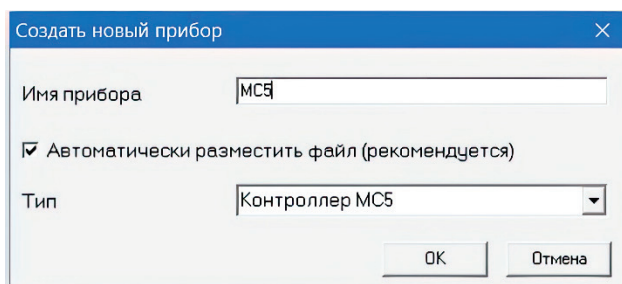 Создать новый прибор
Имя прибора MC5
Автоматически разместить файл (рекомендуется)
Тип Контроллер MC5
OK Отмена